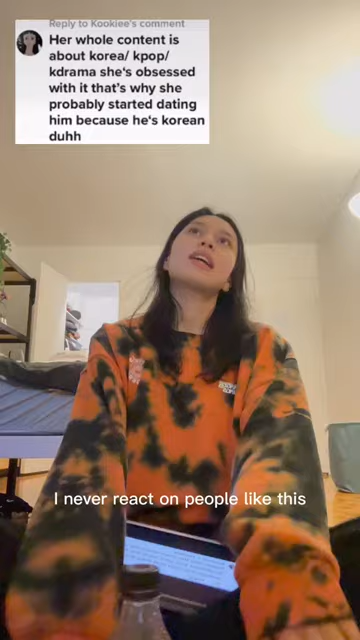 Reply to Kookiee's comment
Her whole content is
about korea/ kpop/
kdrama she's obsessed
with it that's why she
probably started dating
him because he's korean
duhh
I never react on people like this